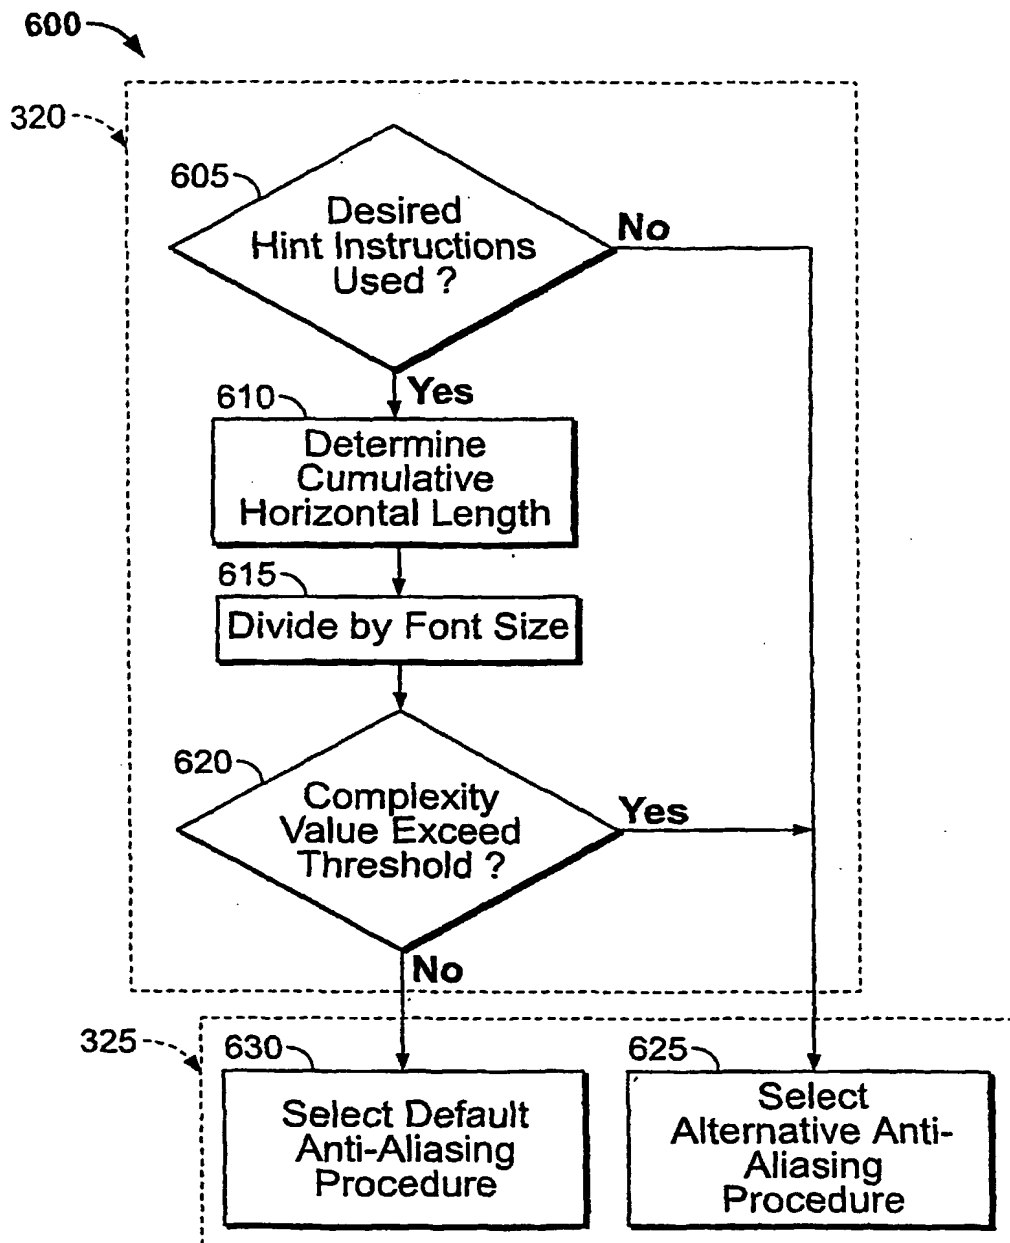 600
320
605
Desired
Hint Instructions
Used ?
No
Yes
610
Determine
Cumulative
Horizontal Length
615
Divide by Font Size
620
Complexity
Value Exceed
Threshold ?
Yes
No
325
630
Select Default
Anti-Aliasing
Procedure
625
Select
Alternative Anti-
Aliasing
Procedure